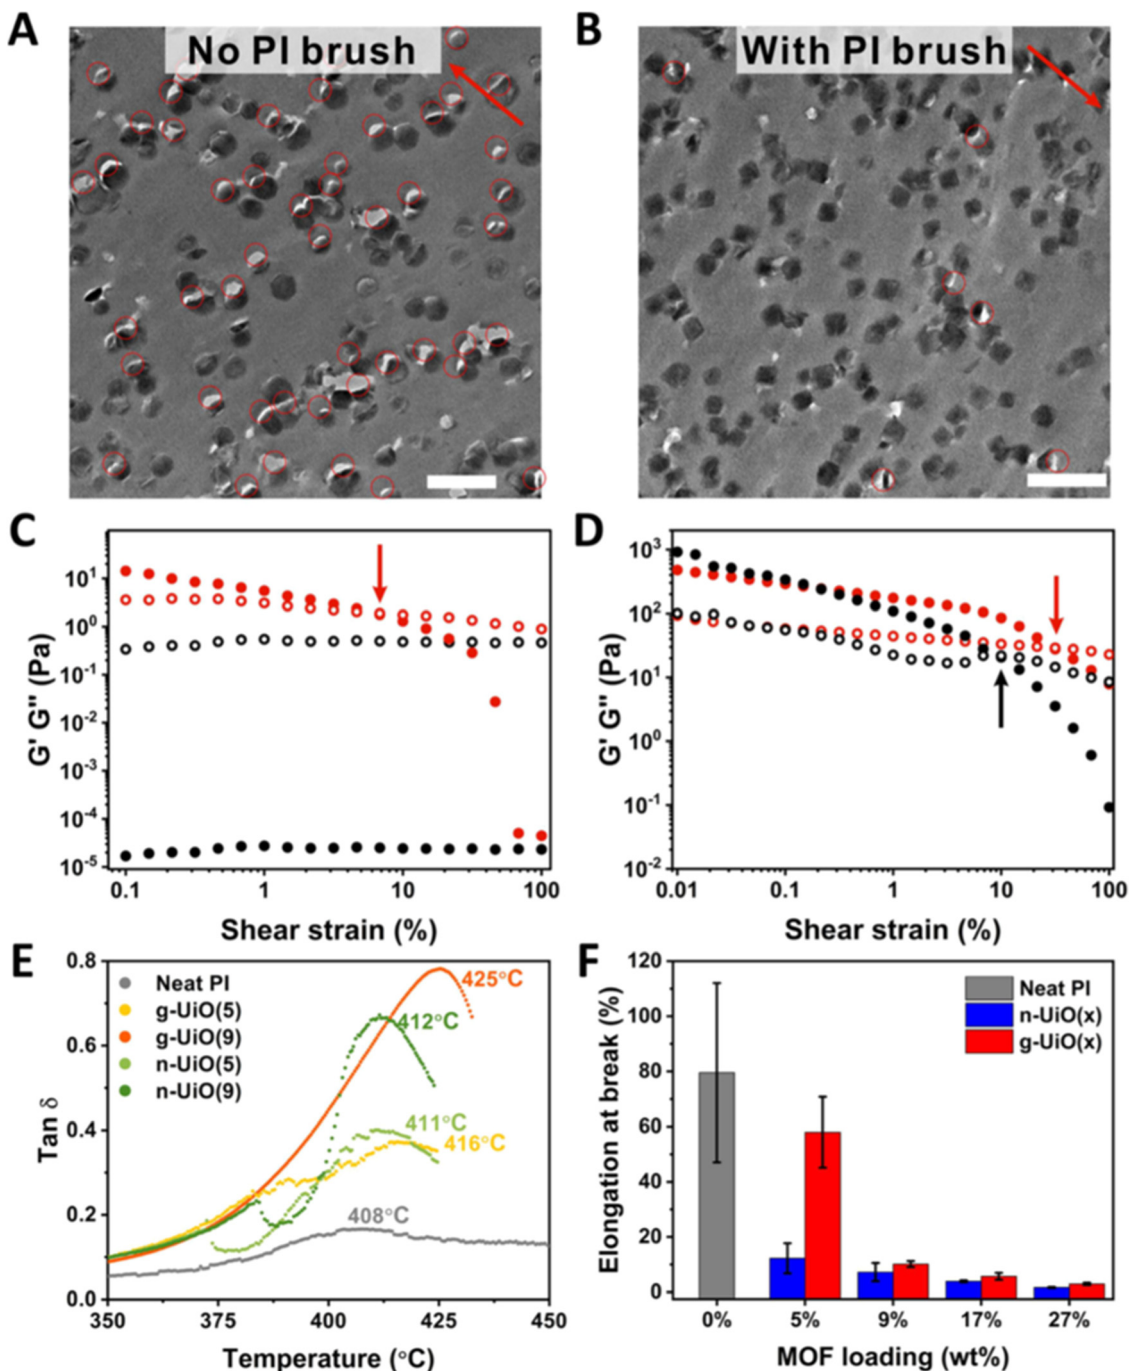 A
No PI brush
B
With PI brush
C
10¹
10⁰
10⁻¹
10⁻²
10⁻³
10⁻⁴
10⁻⁵
G' G'' (Pa)
0.1
1
10
100
Shear strain (%)
D
10³
10²
10¹
10⁰
10⁻¹
10⁻²
G' G'' (Pa)
0.01
0.1
1
10
100
Shear strain (%)
E
0.8
0.6
0.4
0.2
0.0
Tan δ
Neat PI
g-UiO(5)
g-UiO(9)
n-UiO(5)
n-UiO(9)
425°C
412°C
411°C
416°C
408°C
350
375
400
425
450
Temperature (°C)
F
120
100
80
60
40
20
0
Elongation at break (%)
Neat PI
n-UiO(x)
g-UiO(x)
0%
5%
9%
17%
27%
MOF loading (wt%)